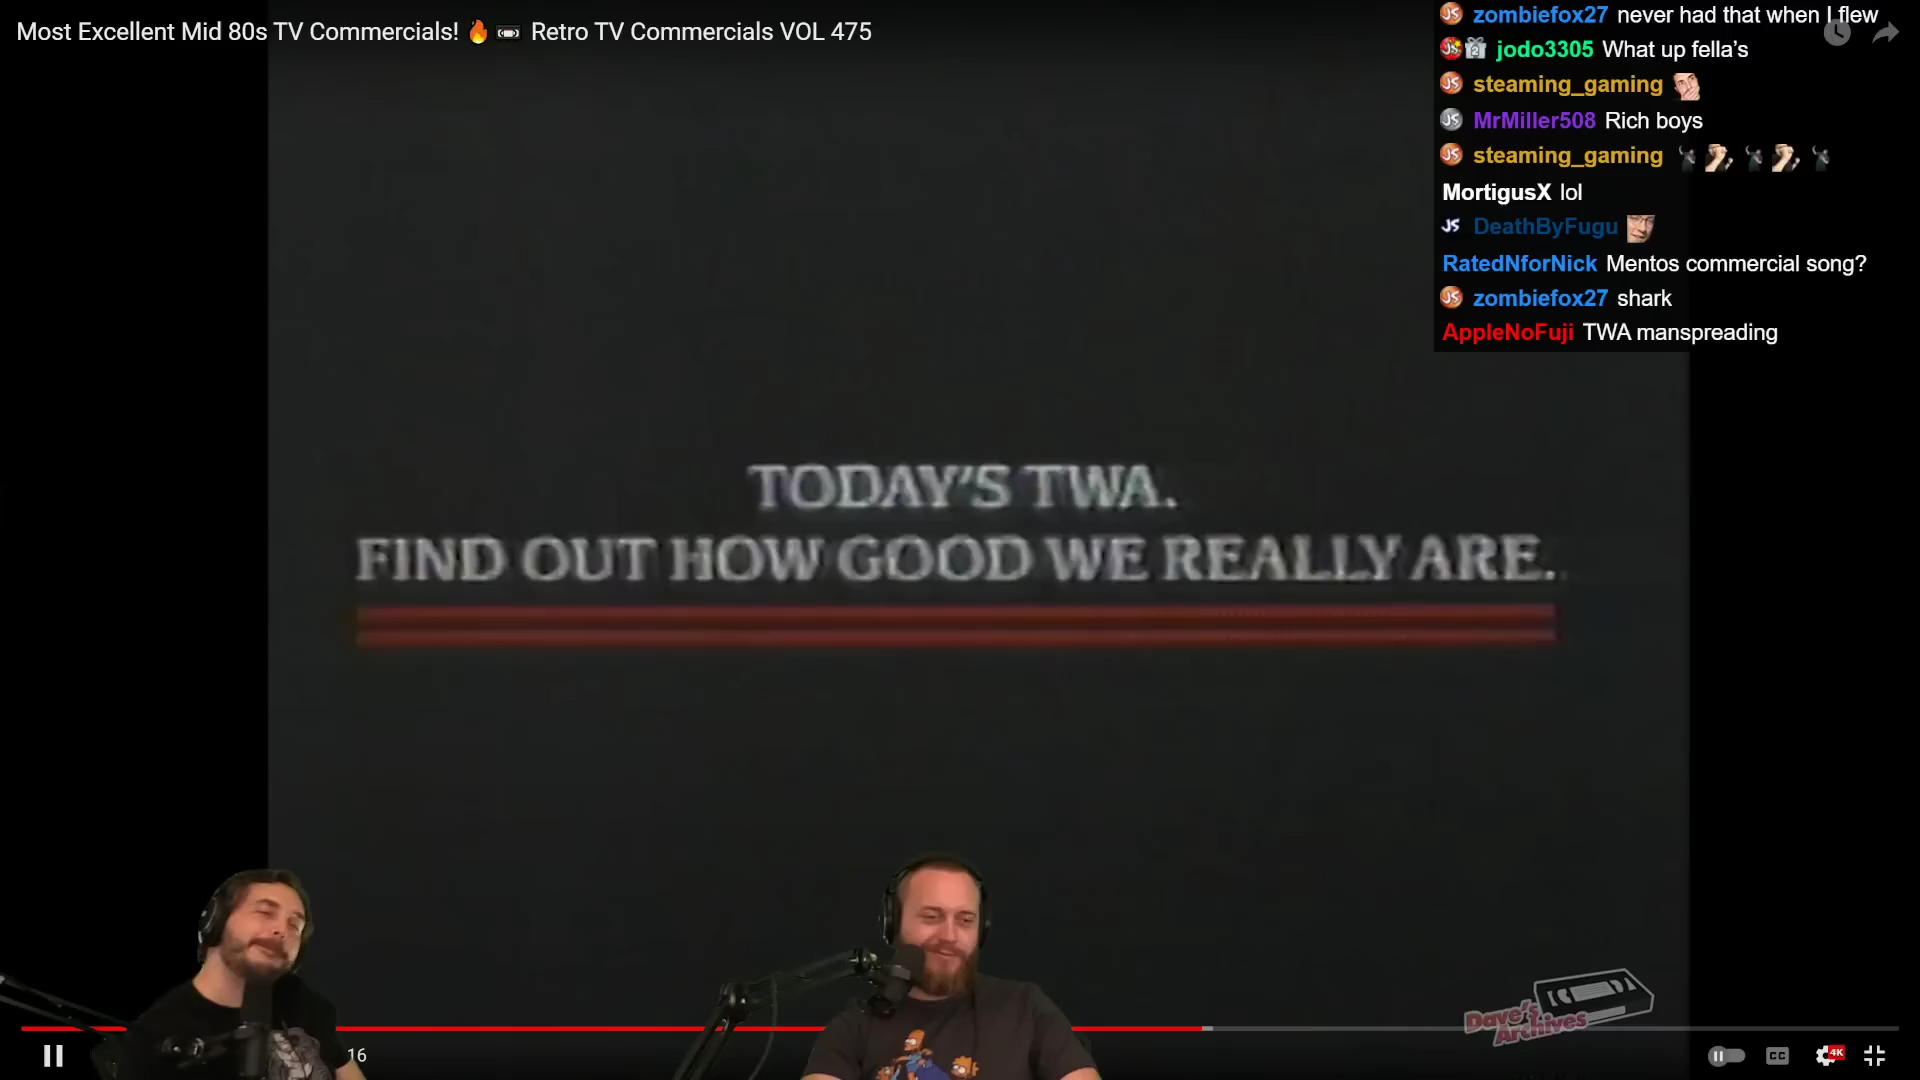 Most Excellent Mid 80s TV Commercials! 🔥📼 Retro TV Commercials VOL 475
zombiefox27 never had that when I flew
jodo3305 What up fella's
steaming_gaming
MrMiller508 Rich boys
steaming_gaming
MortigusX lol
DeathByFugu
RatedNforNick Mentos commercial song?
zombiefox27 shark
AppleNoFuji TWA manspreading
TODAY'S TWA.
FIND OUT HOW GOOD WE REALLY ARE.
Dave's
Archives
16
CC
4K